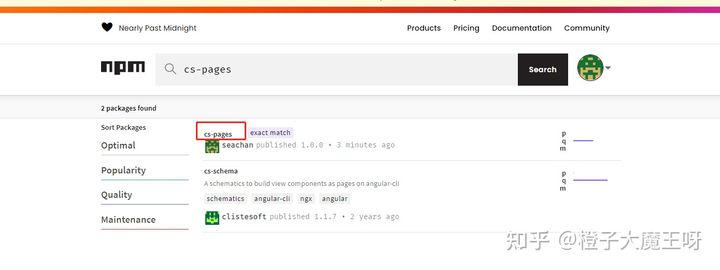 Nearly Past Midnight
Products Pricing Documentation Community
npm
cs-pages
Search
2 packages found
Sort Packages
Optimal
Popularity
Quality
Maintenance
cs-pages exact match
seachan published 1.0.0 • 3 minutes ago
p
q
m
cs-schema
A schematics to build view components as pages on angular-cli
schematics angular-cli ngx angular
clistesoft published 1.1.7 • 2 years ago
p
q
m
知乎 @橙子大魔王呀